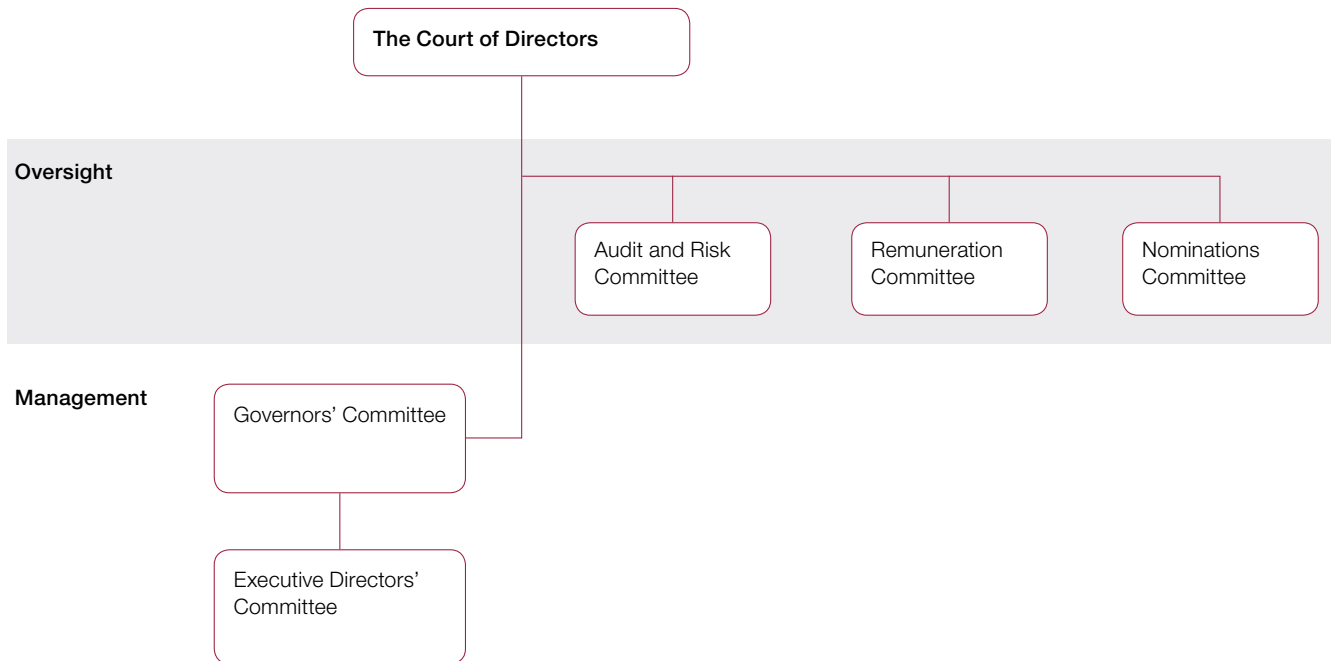 The Court of Directors
Oversight
Audit and Risk
Committee
Remuneration
Committee
Nominations
Committee
Management
Governors’ Committee
Executive Directors’
Committee